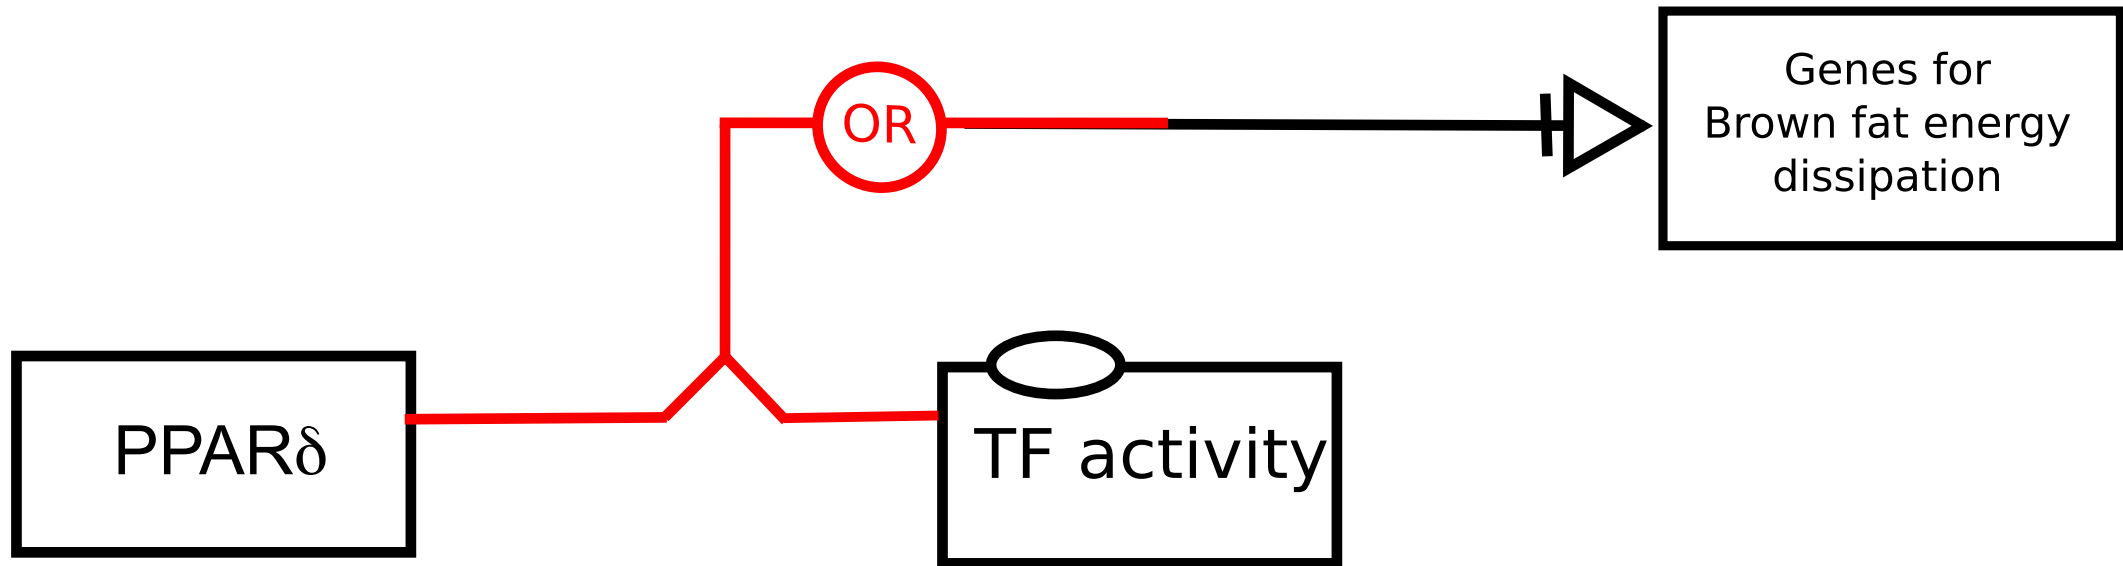 OR
Genes for
Brown fat energy
dissipation
PPARδ
TF activity